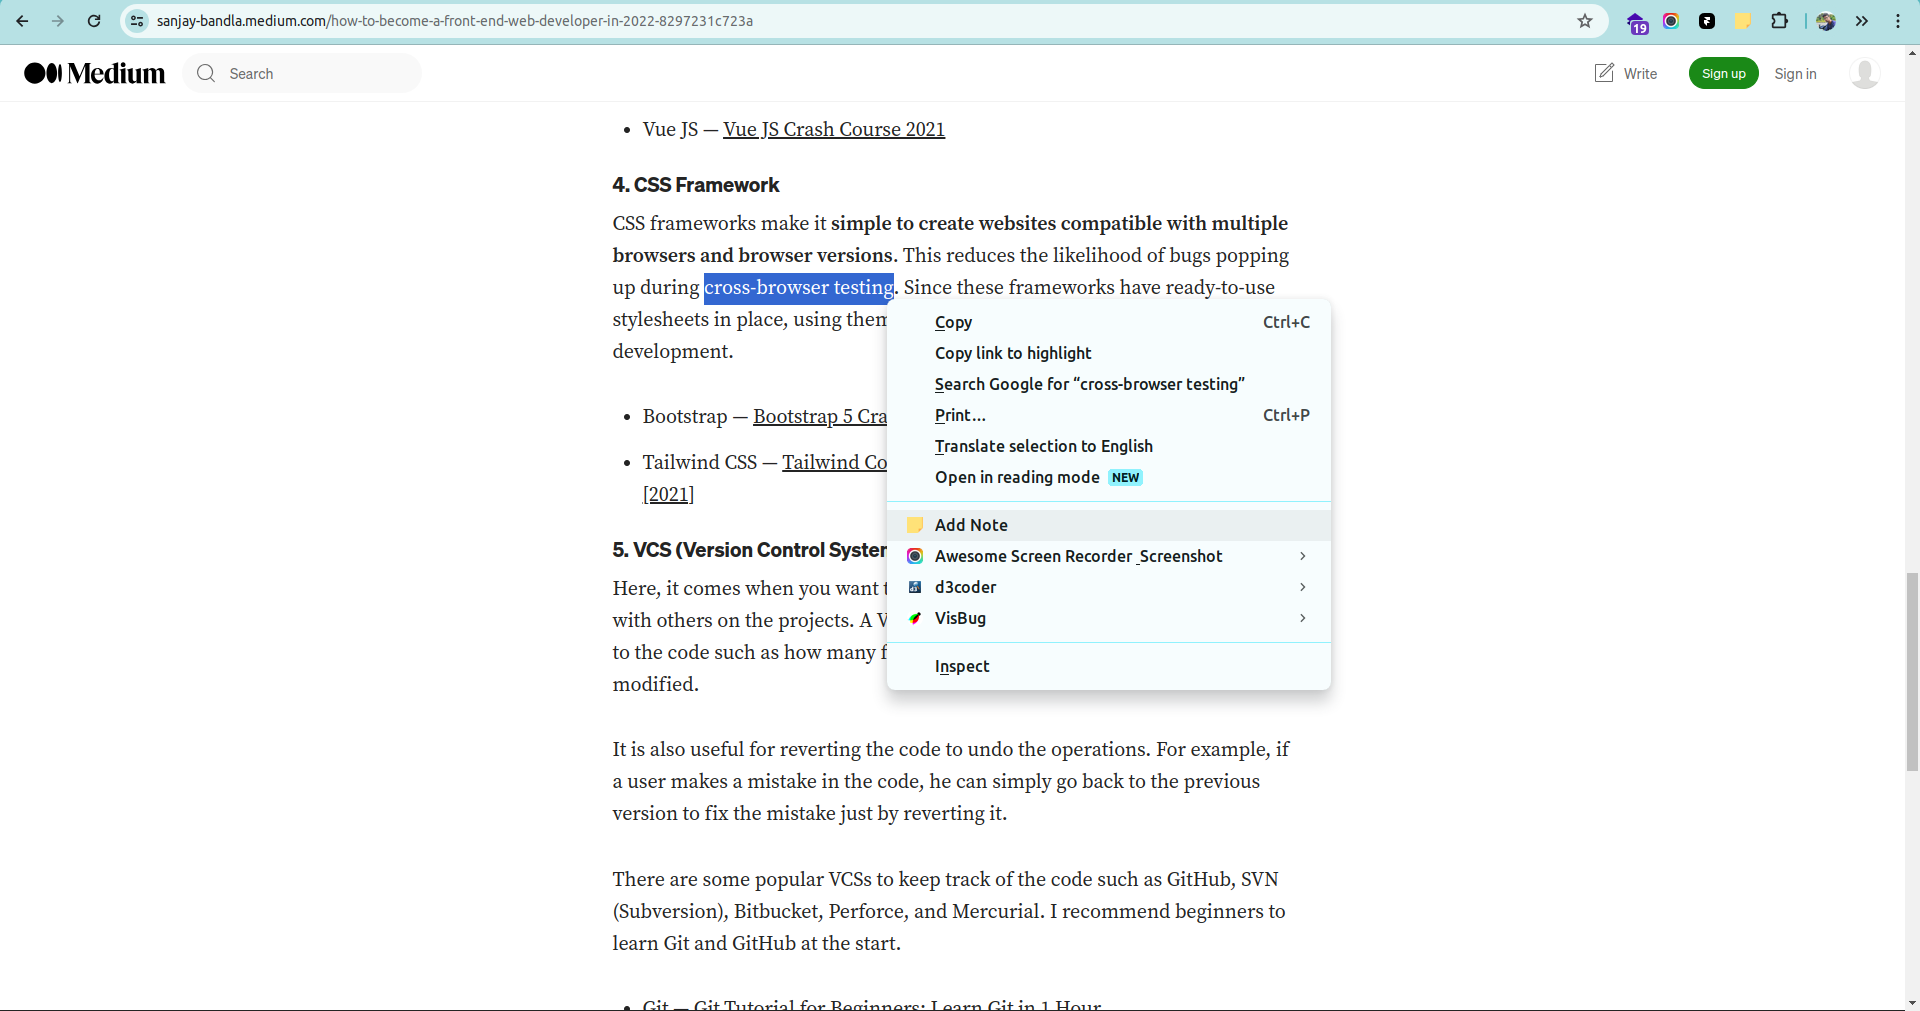 sanjay-bandla.medium.com/how-to-become-a-front-end-web-developer-in-2022-8297231c723a
19
Medium
Search
Write
Sign up
Sign in
• Vue JS — Vue JS Crash Course 2021
4. CSS Framework
CSS frameworks make it simple to create websites compatible with multiple
browsers and browser versions. This reduces the likelihood of bugs popping
up during cross-browser testing. Since these frameworks have ready-to-use
stylesheets in place, using them
development.
• Bootstrap — Bootstrap 5 Cra
• Tailwind CSS — Tailwind Co
[2021]
5. VCS (Version Control System
Here, it comes when you want t
with others on the projects. A V
to the code such as how many f
modified.
It is also useful for reverting the code to undo the operations. For example, if
a user makes a mistake in the code, he can simply go back to the previous
version to fix the mistake just by reverting it.
There are some popular VCSs to keep track of the code such as GitHub, SVN
(Subversion), Bitbucket, Perforce, and Mercurial. I recommend beginners to
learn Git and GitHub at the start.
• Git — Git Tutorial for Beginners: Learn Git in 1 Hour
Copy Ctrl+C
Copy link to highlight
Search Google for “cross-browser testing”
Print... Ctrl+P
Translate selection to English
Open in reading mode NEW
Add Note
Awesome Screen Recorder _Screenshot
d3coder
VisBug
Inspect